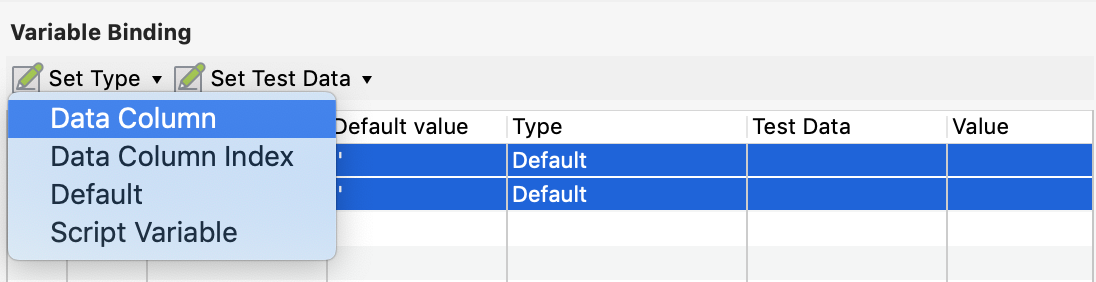 Variable Binding
Set Type Set Test Data
Data Column
Data Column Index
Default
Script Variable
Default value Type Test Data Value
' Default
' Default